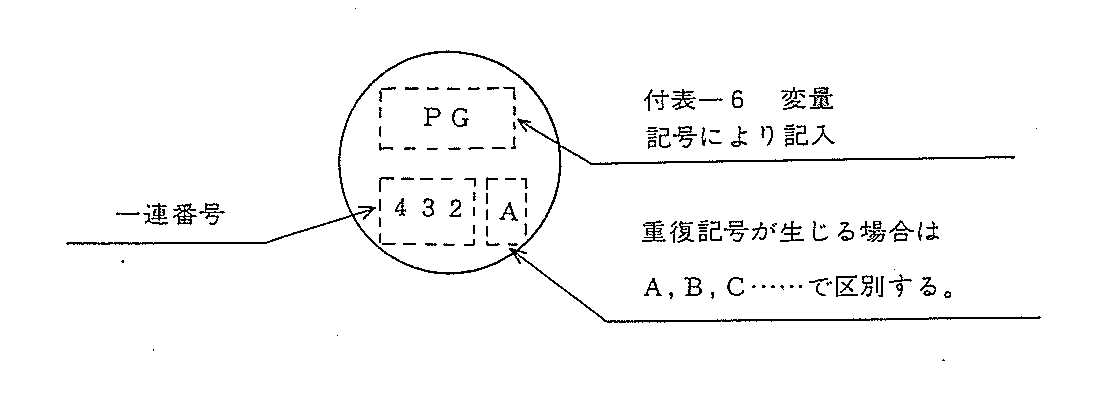 PG
付表－6　変量
記号により記入
432
A
一連番号
重復記号が生じる場合は
A, B, C……で区別する。